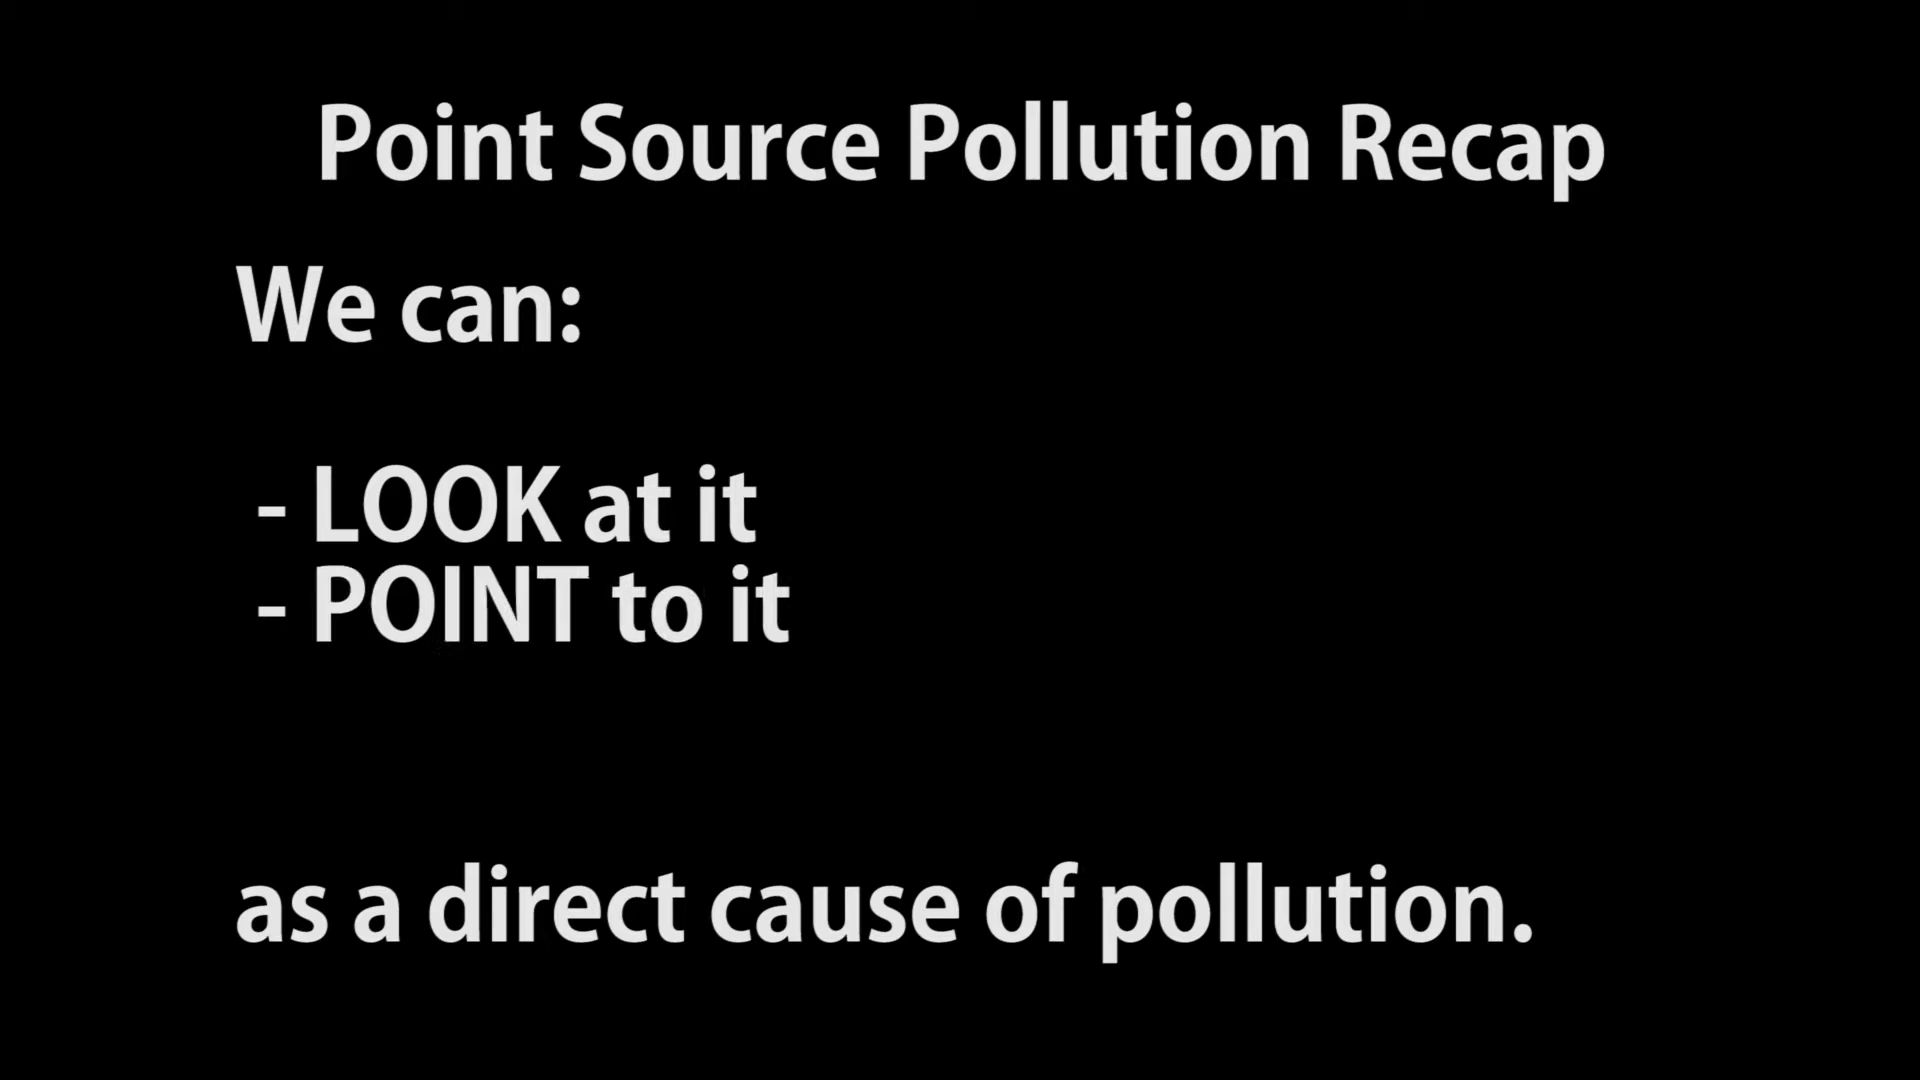 Point Source Pollution Recap
We can:
- LOOK at it
- POINT to it
as a direct cause of pollution.